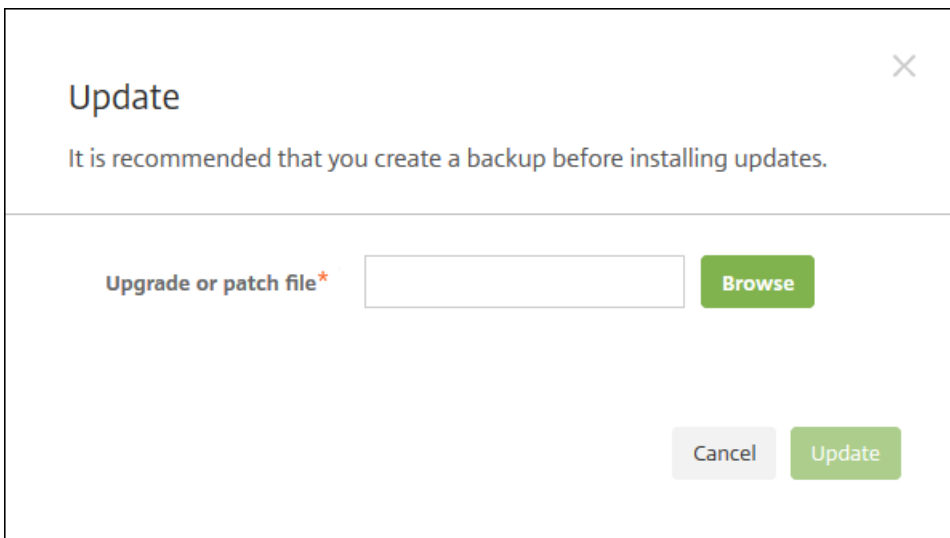 Update
It is recommended that you create a backup before installing updates.
Upgrade or patch file* Browse
Cancel Update